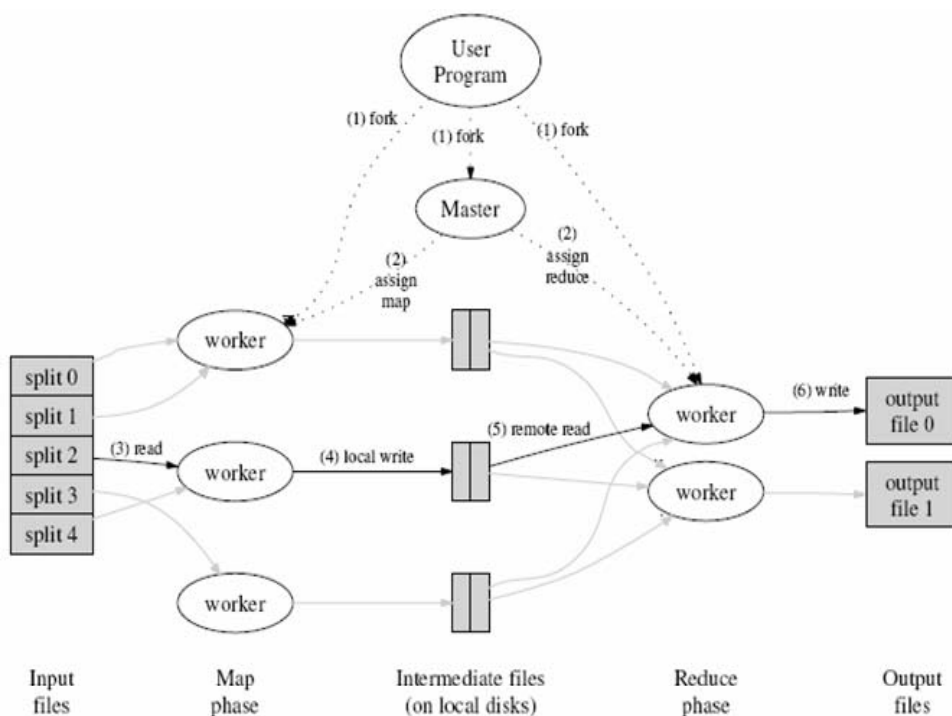 User
Program
(1) fork
(1) fork
(1) fork
Master
(2)
assign
map
(2)
assign
reduce
worker
split 0
split 1
split 2
split 3
split 4
(3) read
worker
(4) local write
(5) remote read
worker
(6) write
output
file 0
worker
output
file 1
worker
Input
files
Map
phase
Intermediate files
(on local disks)
Reduce
phase
Output
files